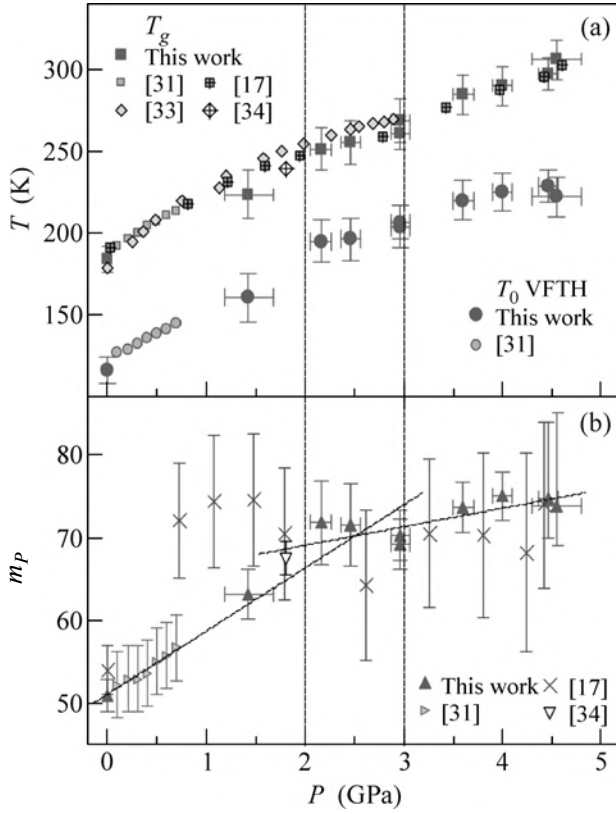 (a)
T_g
This work
[31] [17]
[33] [34]
300
250
200
150
T (K)
T_0 VFTH
This work
[31]
(b)
80
70
60
50
m_P
This work [17]
[31] [34]
0 1 2 3 4 5
P (GPa)